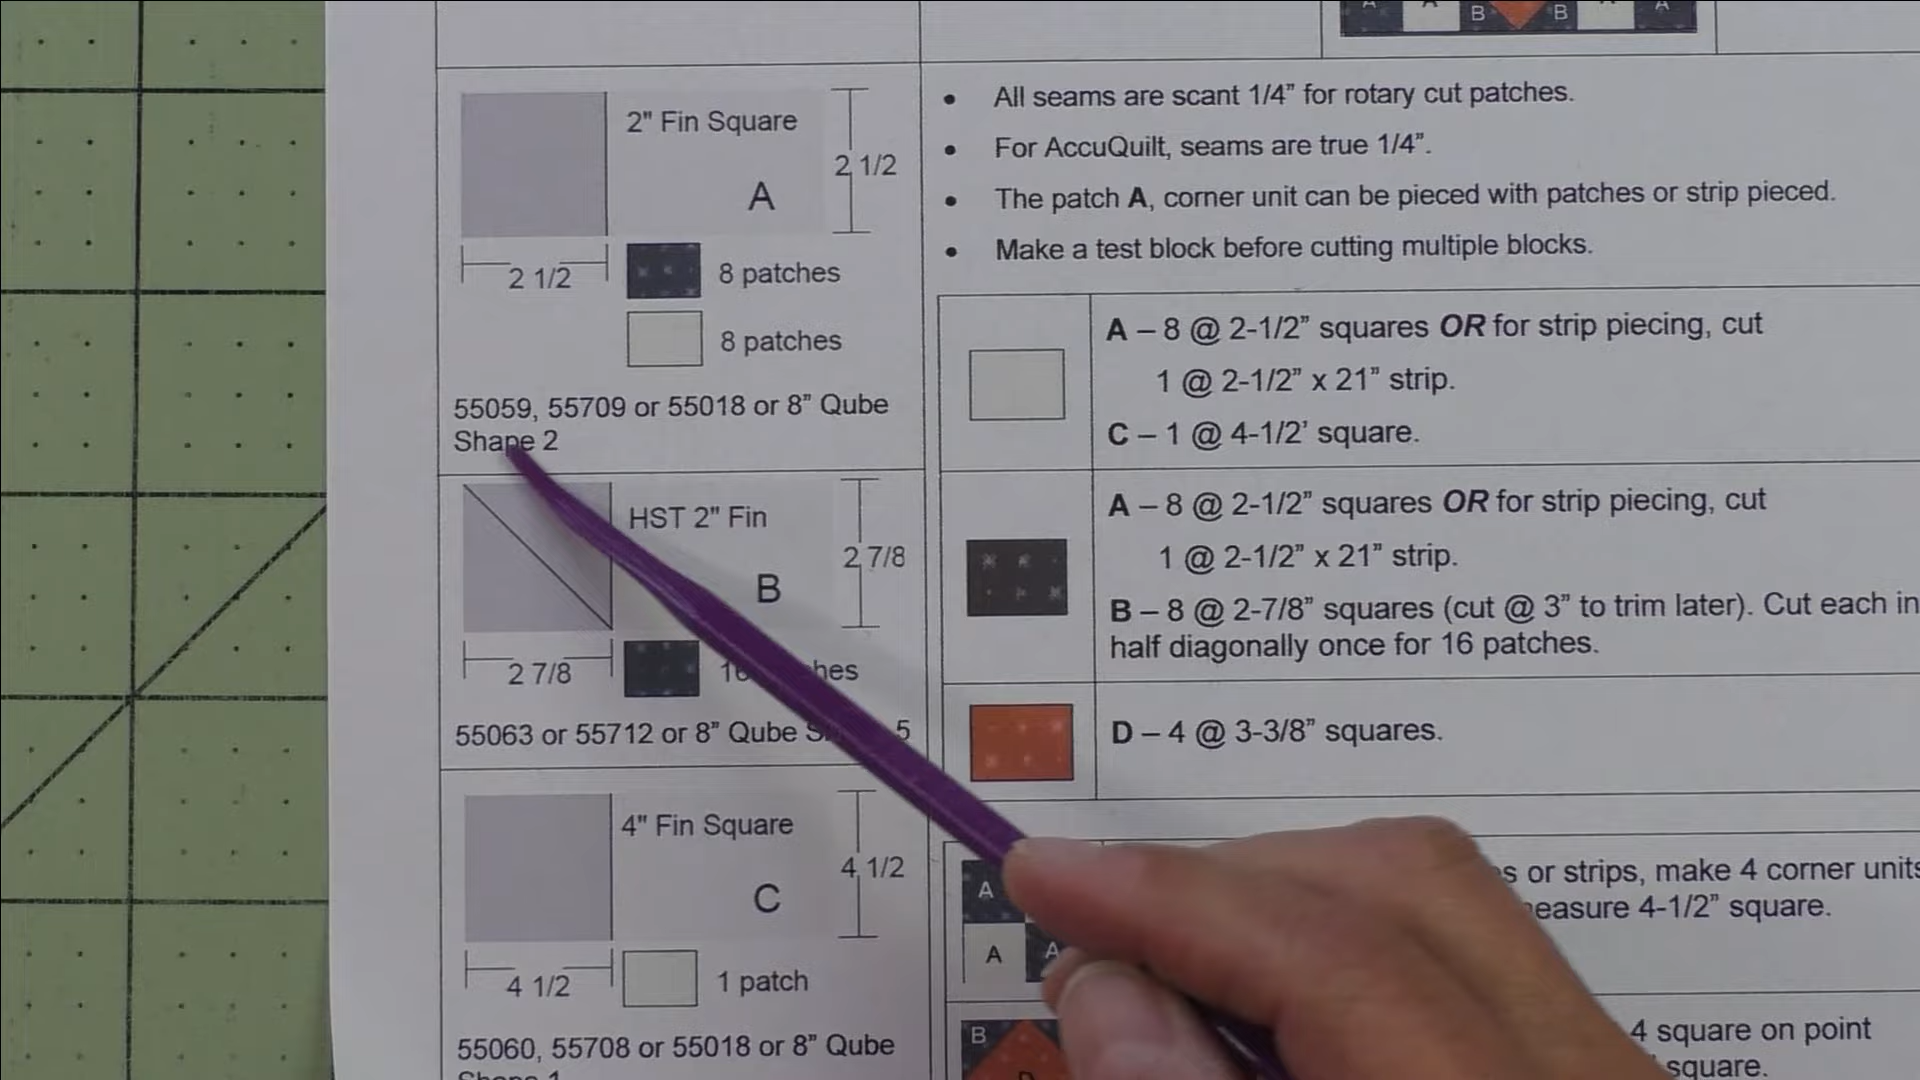 A
B
B
A
2" Fin Square
A
2 1/2
2 1/2
8 patches
8 patches
55059, 55709 or 55018 or 8” Qube
Shape 2
HST 2" Fin
B
2 7/8
2 7/8
55063 or 55712 or 8” Qube 5
4" Fin Square
C
4 1/2
4 1/2
1 patch
55060, 55708 or 55018 or 8” Qube
• All seams are scant 1/4” for rotary cut patches.
• For AccuQuilt, seams are true 1/4”.
• The patch A, corner unit can be pieced with patches or strip pieced.
• Make a test block before cutting multiple blocks.
A – 8 @ 2-1/2” squares OR for strip piecing, cut
1 @ 2-1/2” x 21” strip.
C – 1 @ 4-1/2’ square.
A – 8 @ 2-1/2” squares OR for strip piecing, cut
1 @ 2-1/2” x 21” strip.
B – 8 @ 2-7/8” squares (cut @ 3” to trim later). Cut each in
half diagonally once for 16 patches.
D – 4 @ 3-3/8” squares.
A
A
A
or strips, make 4 corner units
4-1/2” square.
B
4 square on point
square.